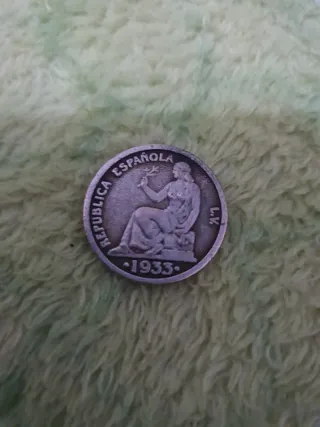 REPUBLICA ESPAÑOLA
L.V.
•1933•